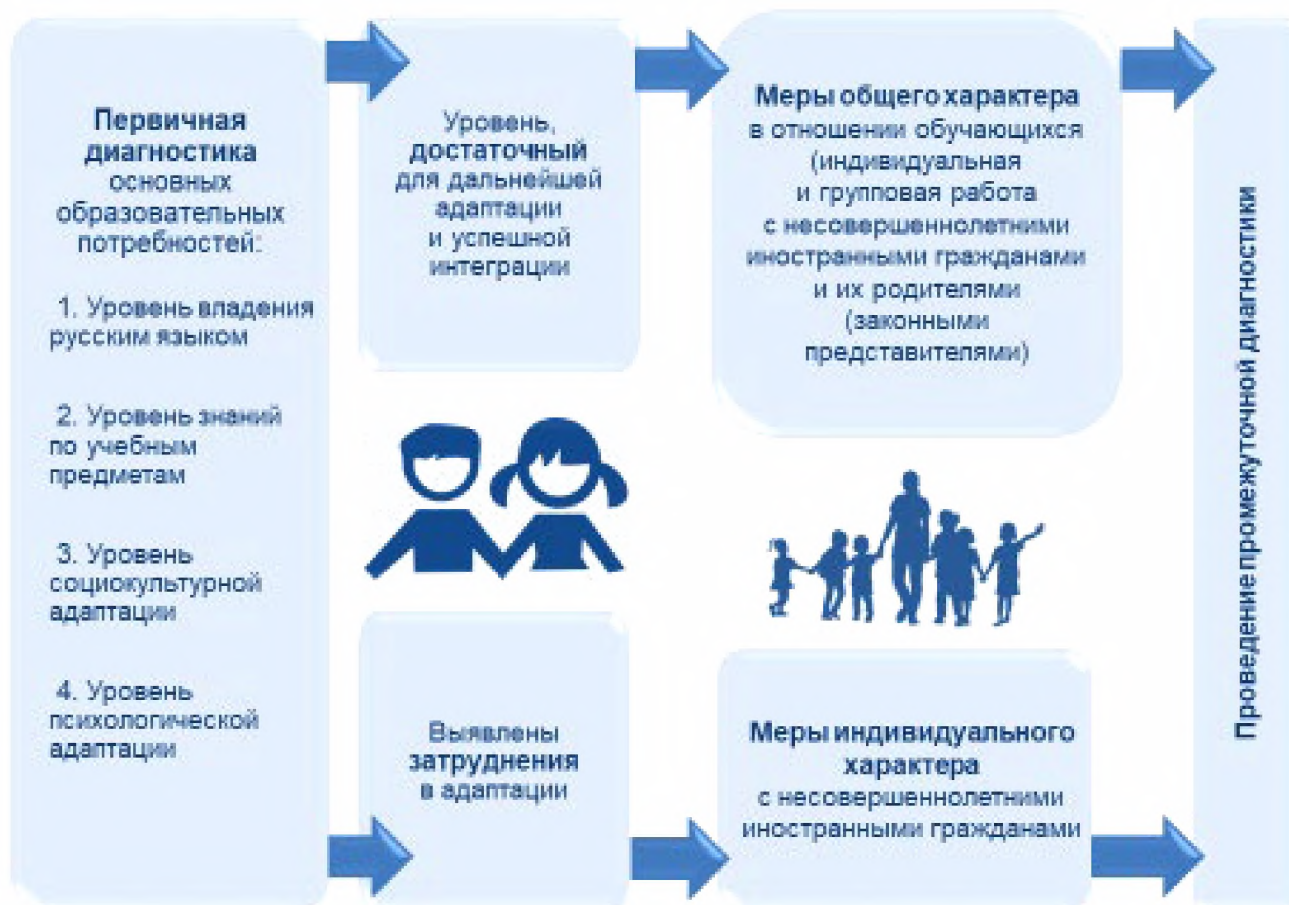 Первичная
диагностика
основных
образовательных
потребностей:
1. Уровень владения
русским языком
2. Уровень знаний
по учебным
предметам
3. Уровень
социокультурной
адаптации
4. Уровень
психологической
адаптации
Уровень,
достаточный
для дальнейшей
адаптации
и успешной
интеграции
Выявлены
затруднения
в адаптации
Меры общего характера
в отношении обучающихся
(индивидуальная
и групповая работа
с несовершеннолетними
иностранными гражданами
и их родителями
(законными
представителями)
Меры индивидуального
характера
с несовершеннолетними
иностранными гражданами
Проведение промежуточной диагностики